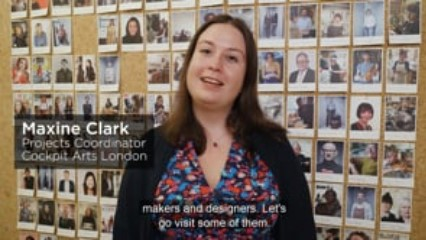 Maxine Clark
Projects Coordinator
Cockpit Arts London
makers and designers. Let's
go visit some of them.